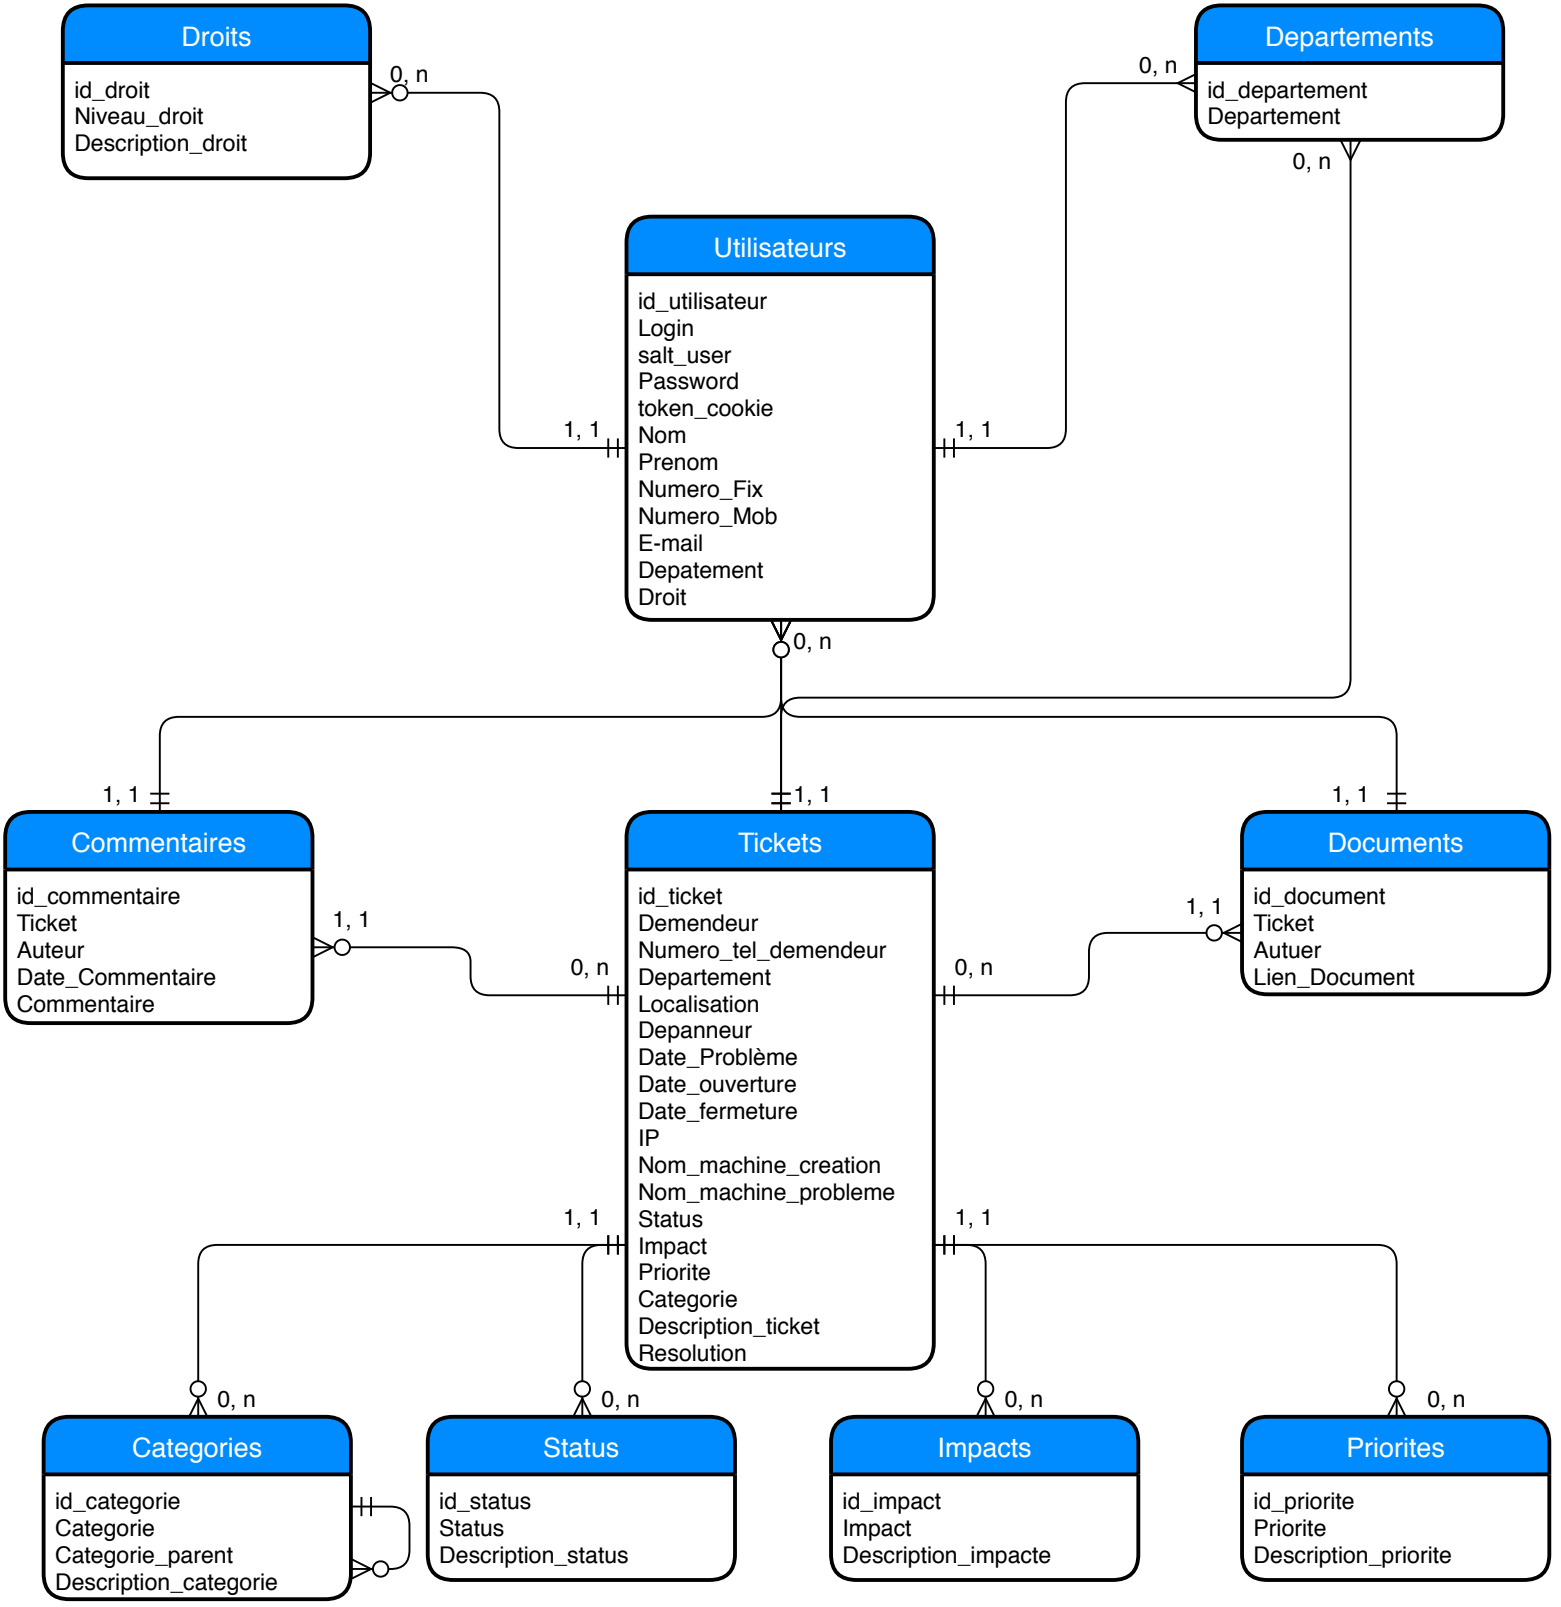 Droits
id_droit
Niveau_droit
Description_droit
0, n
Departements
id_departement
Departement
0, n
0, n
Utilisateurs
id_utilisateur
Login
salt_user
Password
token_cookie
Nom
Prenom
Numero_Fix
Numero_Mob
E-mail
Depatement
Droit
1, 1
1, 1
0, n
1, 1
1, 1
1, 1
Commentaires
id_commentaire
Ticket
Auteur
Date_Commentaire
Commentaire
1, 1
0, n
Tickets
id_ticket
Demendeur
Numero_tel_demendeur
Departement
Localisation
Depanneur
Date_Problème
Date_ouverture
Date_fermeture
IP
Nom_machine_creation
Nom_machine_probleme
Status
Impact
Priorite
Categorie
Description_ticket
Resolution
0, n
1, 1
Documents
id_document
Ticket
Autuer
Lien_Document
1, 1
1, 1
0, n
0, n
0, n
0, n
Categories
id_categorie
Categorie
Categorie_parent
Description_categorie
Status
id_status
Status
Description_status
Impacts
id_impact
Impact
Description_impacte
Priorites
id_priorite
Priorite
Description_priorite